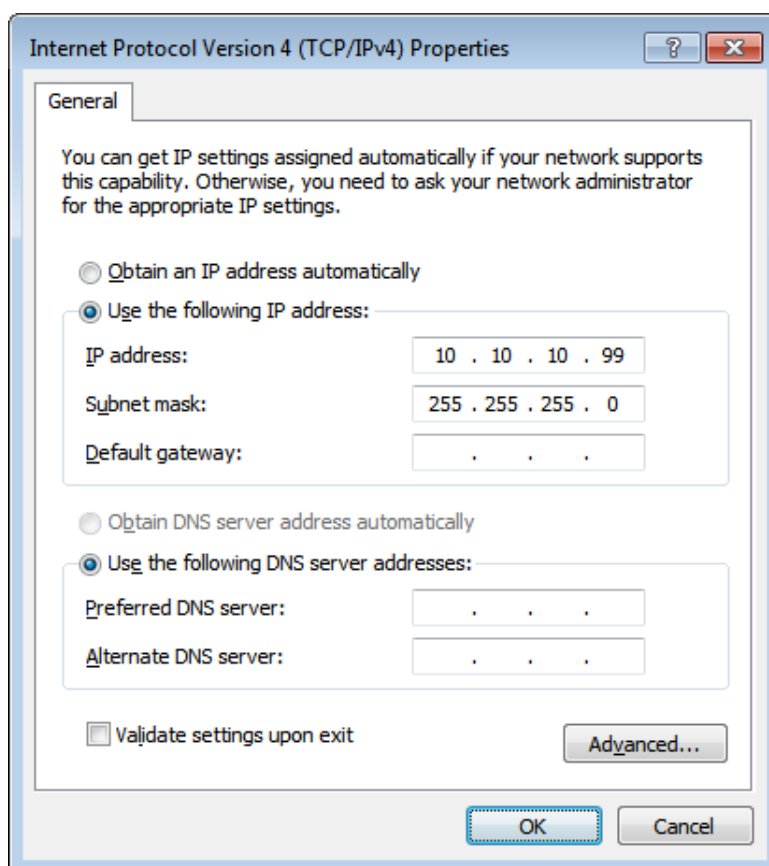 Internet Protocol Version 4 (TCP/IPv4) Properties
?
General
You can get IP settings assigned automatically if your network supports
this capability. Otherwise, you need to ask your network administrator
for the appropriate IP settings.
Obtain an IP address automatically
Use the following IP address:
IP address: 10 . 10 . 10 . 99
Subnet mask: 255 . 255 . 255 . 0
Default gateway: . . .
Obtain DNS server address automatically
Use the following DNS server addresses:
Preferred DNS server: . . .
Alternate DNS server: . . .
Validate settings upon exit
Advanced...
OK Cancel